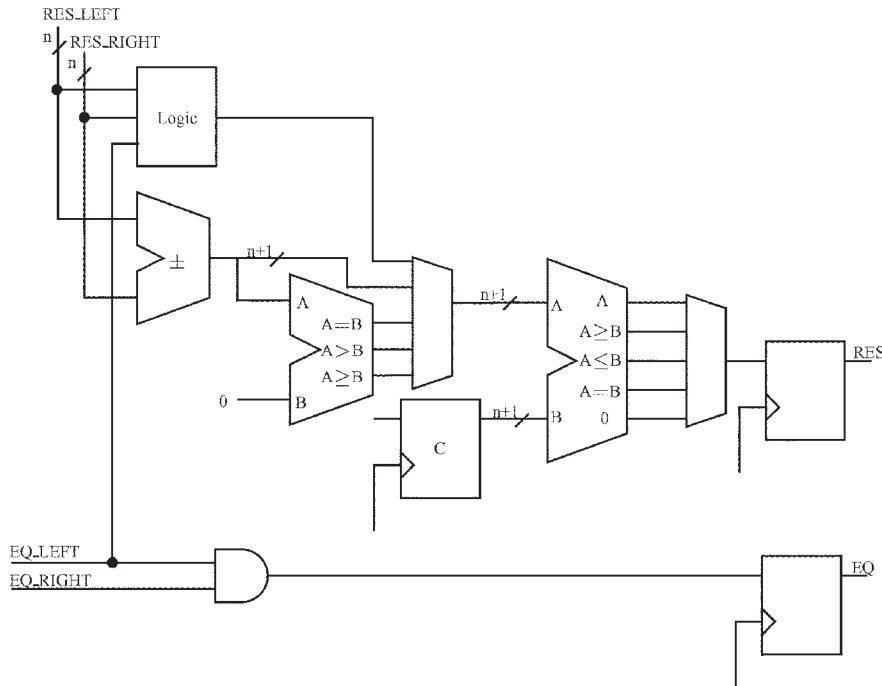 RES_LEFT
n
RES_RIGHT
n
Logic
±
n+1
A
A=B
A>B
A≥B
0
B
n+1
A
A
A≥B
A≤B
A=B
0
B
n+1
C
RES
EQ_LEFT
EQ_RIGHT
EQ